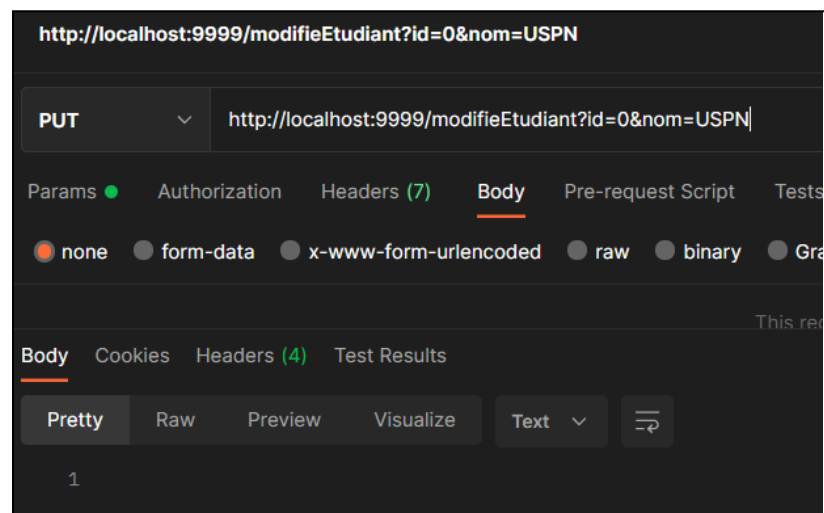 http://localhost:9999/modifieEtudiant?id=0&nom=USPN
PUT http://localhost:9999/modifieEtudiant?id=0&nom=USPN
Params Authorization Headers (7) Body Pre-request Script Tests
none form-data x-www-form-urlencoded raw binary Gra
This rec
Body Cookies Headers (4) Test Results
Pretty Raw Preview Visualize Text
1